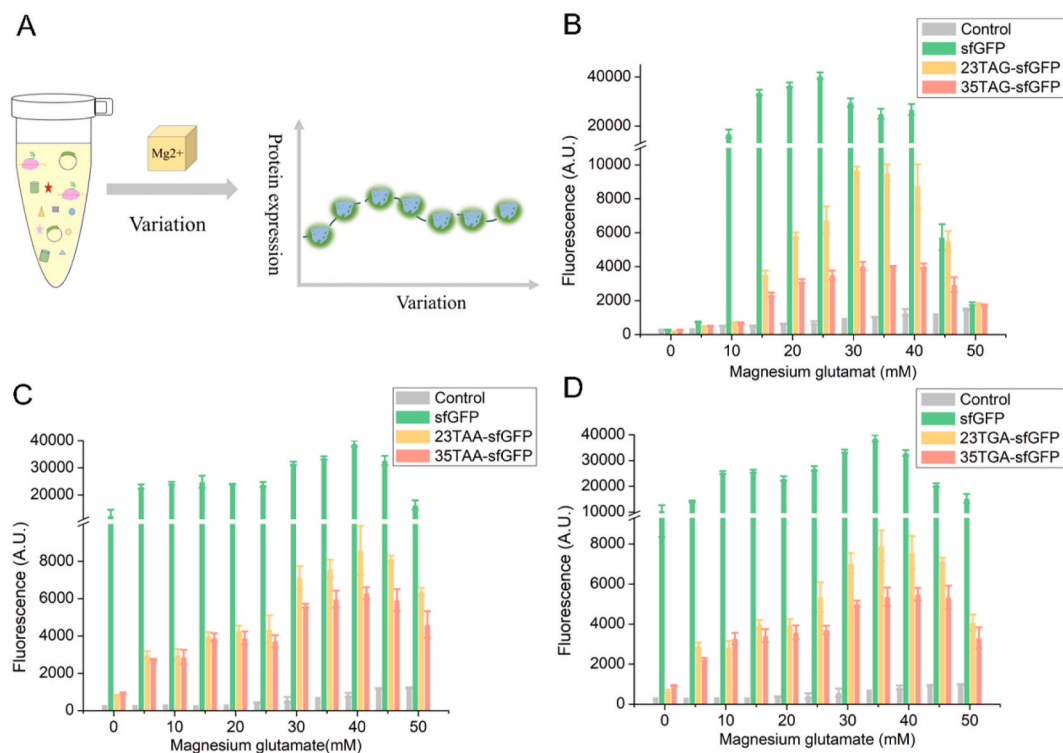 A
Mg2+
Variation
Protein expression
Variation
B
Control
sfGFP
23TAG-sfGFP
35TAG-sfGFP
Fluorescence (A.U.)
40000
20000
10000
8000
6000
4000
2000
0
0 10 20 30 40 50
Magnesium glutamat (mM)
C
Control
sfGFP
23TAA-sfGFP
35TAA-sfGFP
Fluorescence (A.U.)
40000
30000
20000
8000
6000
4000
2000
0
0 10 20 30 40 50
Magnesium glutamate(mM)
D
Control
sfGFP
23TGA-sfGFP
35TGA-sfGFP
Fluorescence (A.U.)
40000
30000
20000
10000
8000
6000
4000
2000
0
0 10 20 30 40 50
Magnesium glutamate (mM)